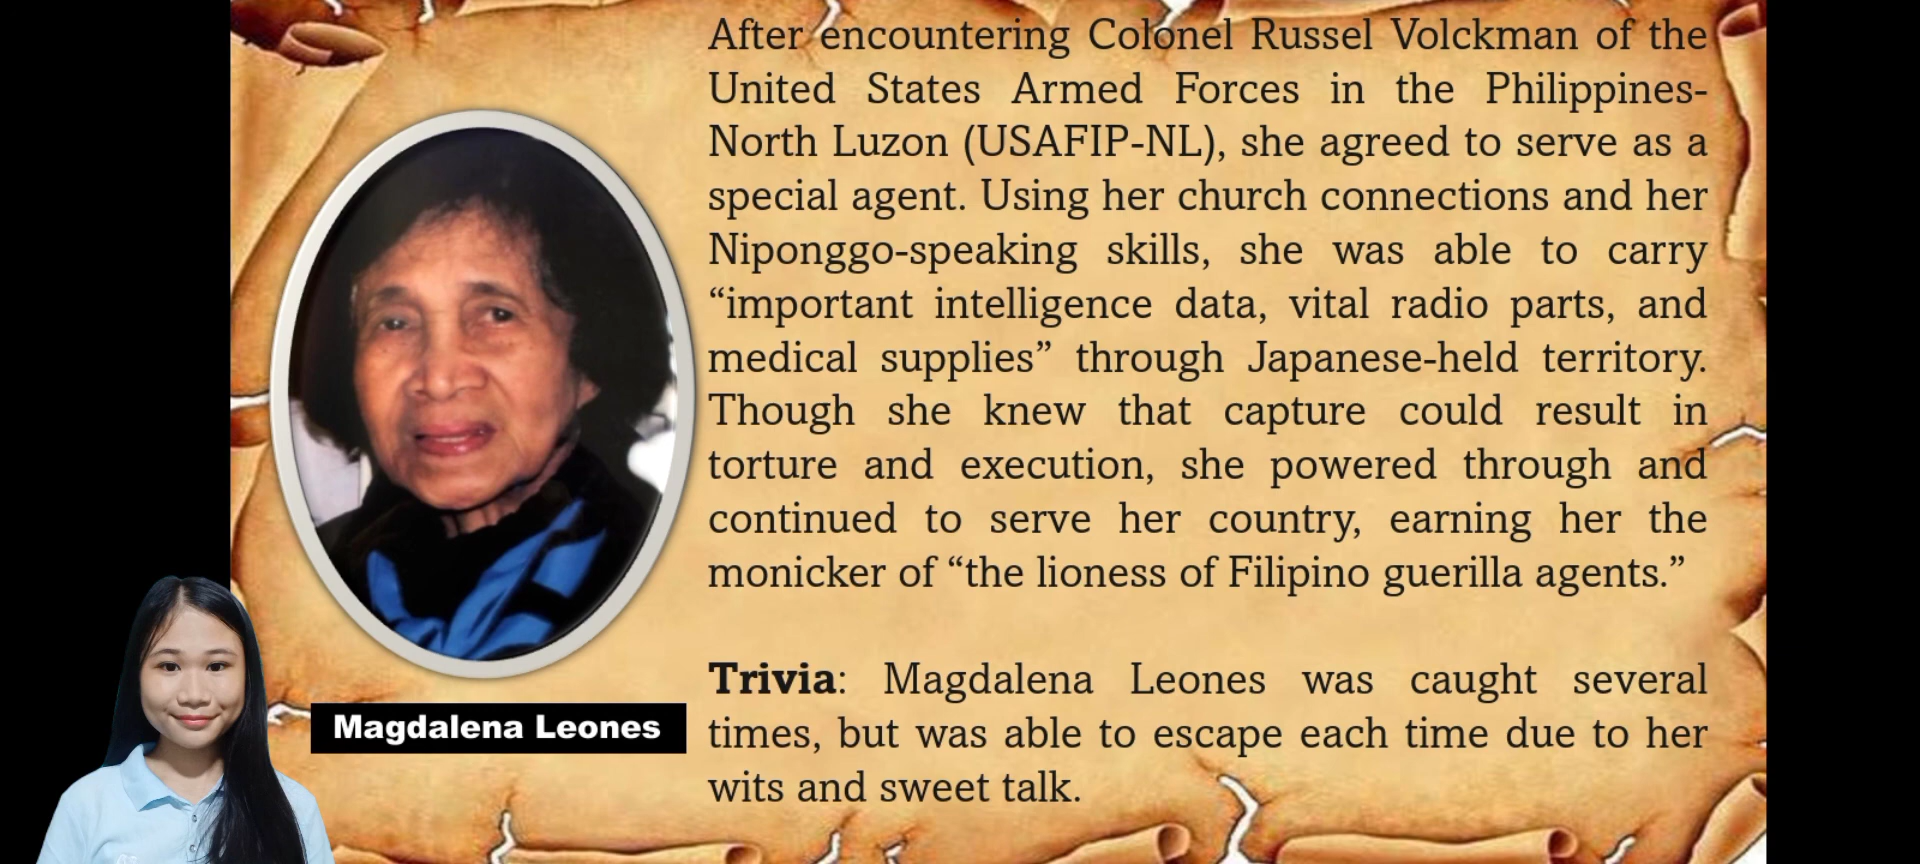 After encountering Colonel Russel Volckman of the
United States Armed Forces in the Philippines-
North Luzon (USAFIP-NL), she agreed to serve as a
special agent. Using her church connections and her
Niponggo-speaking skills, she was able to carry
“important intelligence data, vital radio parts, and
medical supplies” through Japanese-held territory.
Though she knew that capture could result in
torture and execution, she powered through and
continued to serve her country, earning her the
monicker of “the lioness of Filipino guerilla agents.”
Magdalena Leones
Trivia: Magdalena Leones was caught several
times, but was able to escape each time due to her
wits and sweet talk.